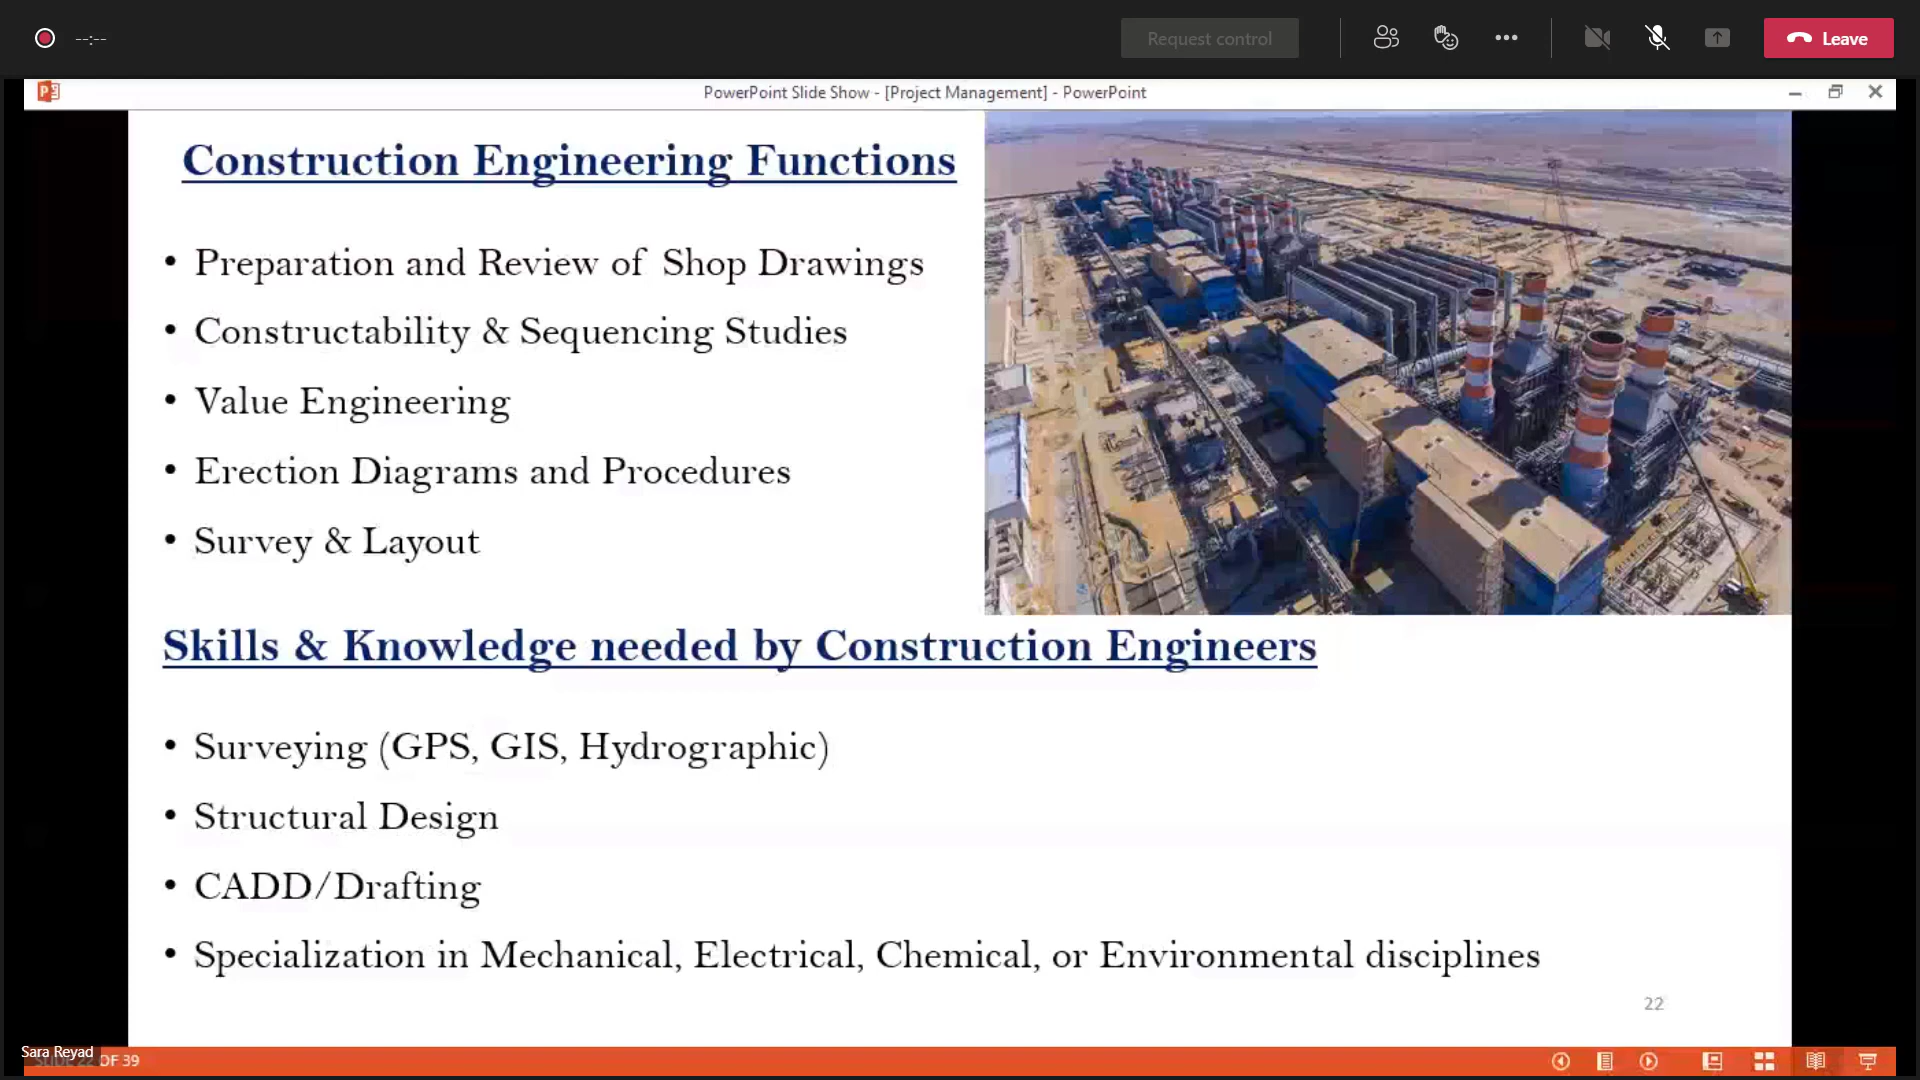 --:--
Request control
Leave
PowerPoint Slide Show - [Project Management] - PowerPoint
Construction Engineering Functions
• Preparation and Review of Shop Drawings
• Constructability & Sequencing Studies
• Value Engineering
• Erection Diagrams and Procedures
• Survey & Layout
Skills & Knowledge needed by Construction Engineers
• Surveying (GPS, GIS, Hydrographic)
• Structural Design
• CADD/Drafting
• Specialization in Mechanical, Electrical, Chemical, or Environmental disciplines
22
Sara Reyad
SLIDE 22 OF 39